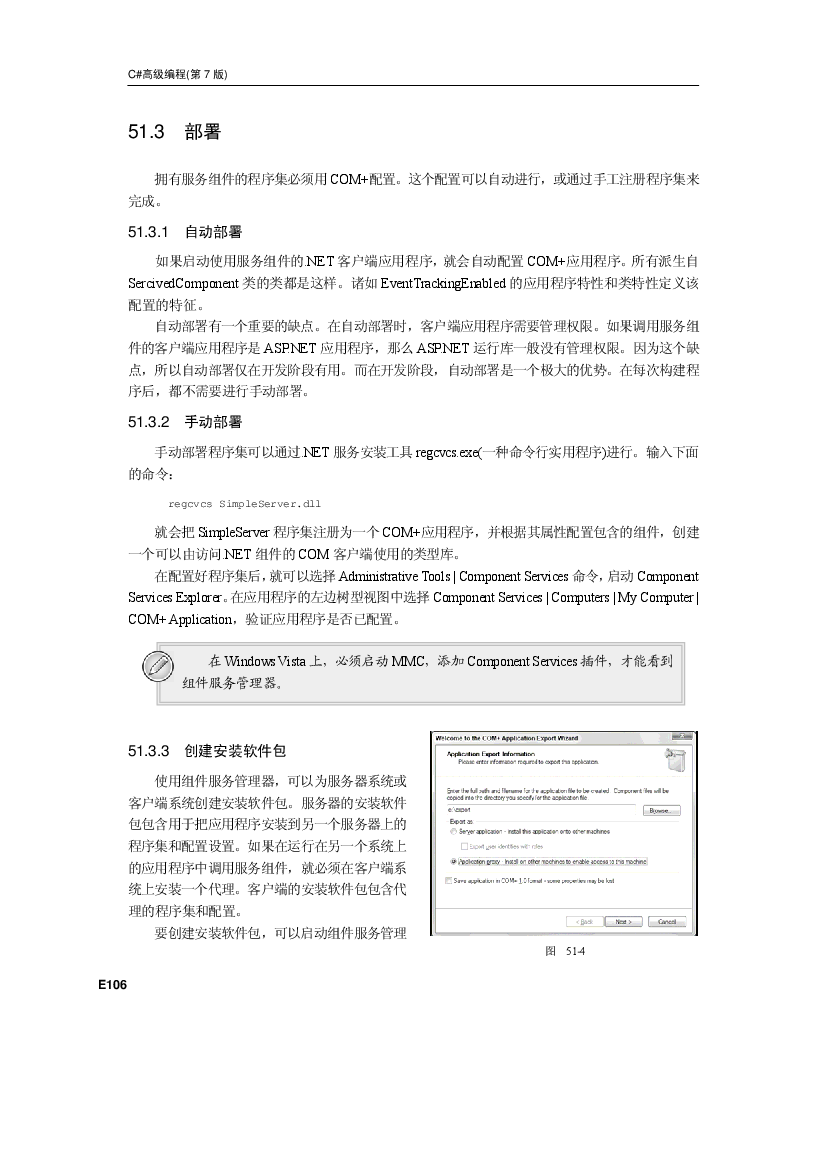 C#高级编程(第 7 版)
51.3 部署
拥有服务组件的程序集必须用 COM+配置。这个配置可以自动进行，或通过手工注册程序集来
完成。
51.3.1 自动部署
如果启动使用服务组件的.NET 客户端应用程序，就会自动配置 COM+应用程序。所有派生自
SercivedComponent 类的类都是这样。诸如 EventTrackingEnabled 的应用程序特性和类特性定义该
配置的特征。
自动部署有一个重要的缺点。在自动部署时，客户端应用程序需要管理权限。如果调用服务组
件的客户端应用程序是 ASP.NET 应用程序，那么 ASP.NET 运行库一般没有管理权限。因为这个缺
点，所以自动部署仅在开发阶段有用。而在开发阶段，自动部署是一个极大的优势。在每次构建程
序后，都不需要进行手动部署。
51.3.2 手动部署
手动部署程序集可以通过.NET 服务安装工具 regcvcs.exe(一种命令行实用程序)进行。输入下面
的命令：
regcvcs SimpleServer.dll
就会把 SimpleServer 程序集注册为一个 COM+应用程序，并根据其属性配置包含的组件，创建
一个可以由访问.NET 组件的 COM 客户端使用的类型库。
在配置好程序集后，就可以选择 Administrative Tools | Component Services 命令，启动 Component
Services Explorer。在应用程序的左边树型视图中选择 Component Services | Computers | My Computer |
COM+ Application，验证应用程序是否已配置。
在 Windows Vista 上，必须启动 MMC，添加 Component Services 插件，才能看到
组件服务管理器。
51.3.3 创建安装软件包
使用组件服务管理器，可以为服务器系统或
客户端系统创建安装软件包。服务器的安装软件
包包含用于把应用程序安装到另一个服务器上的
程序集和配置设置。如果在运行在另一个系统上
的应用程序中调用服务组件，就必须在客户端系
统上安装一个代理。客户端的安装软件包包含代
理的程序集和配置。
要创建安装软件包，可以启动组件服务管理
Welcome to the COM+ Application Export Wizard
Application Export Information
Please enter information required to export this application.
Enter the full path and filename for the application file to be created. Component files will be
copied into the directory you specify for the application file.
c:\export
Browse...
Export as:
Server application - Install this application onto other machines
Export user identities with roles
Application proxy - Install on other machines to enable access to this machine
Save application in COM+ 1.0 format - some properties may be lost
< Back
Next >
Cancel
图 51-4
E106